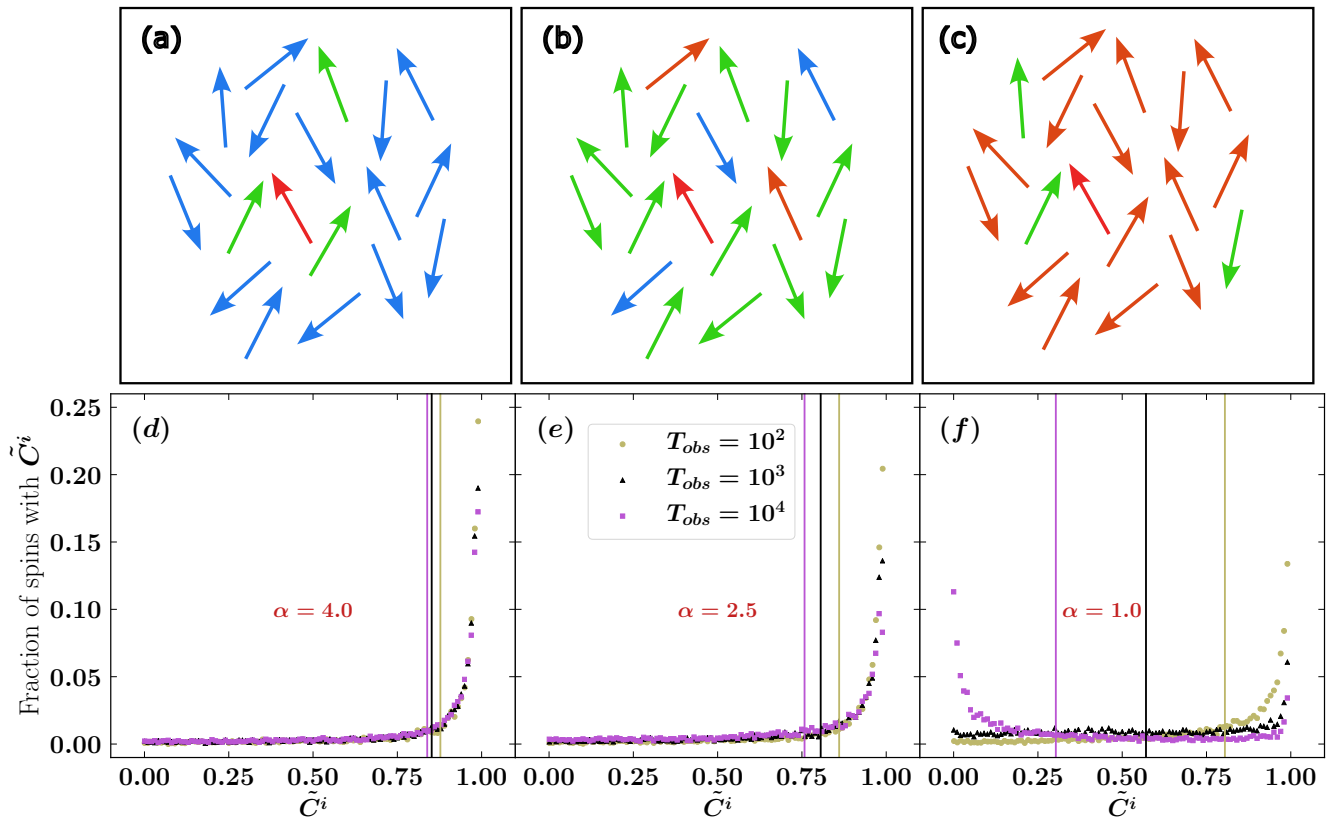 (a)
(b)
(c)
Fraction of spins with C̃ⁱ
0.25
0.20
0.15
0.10
0.05
0.00
(d)
α = 4.0
0.00 0.25 0.50 0.75 1.00
C̃ⁱ
(e)
T_obs = 10²
T_obs = 10³
T_obs = 10⁴
α = 2.5
0.00 0.25 0.50 0.75 1.00
C̃ⁱ
(f)
α = 1.0
0.00 0.25 0.50 0.75 1.00
C̃ⁱ